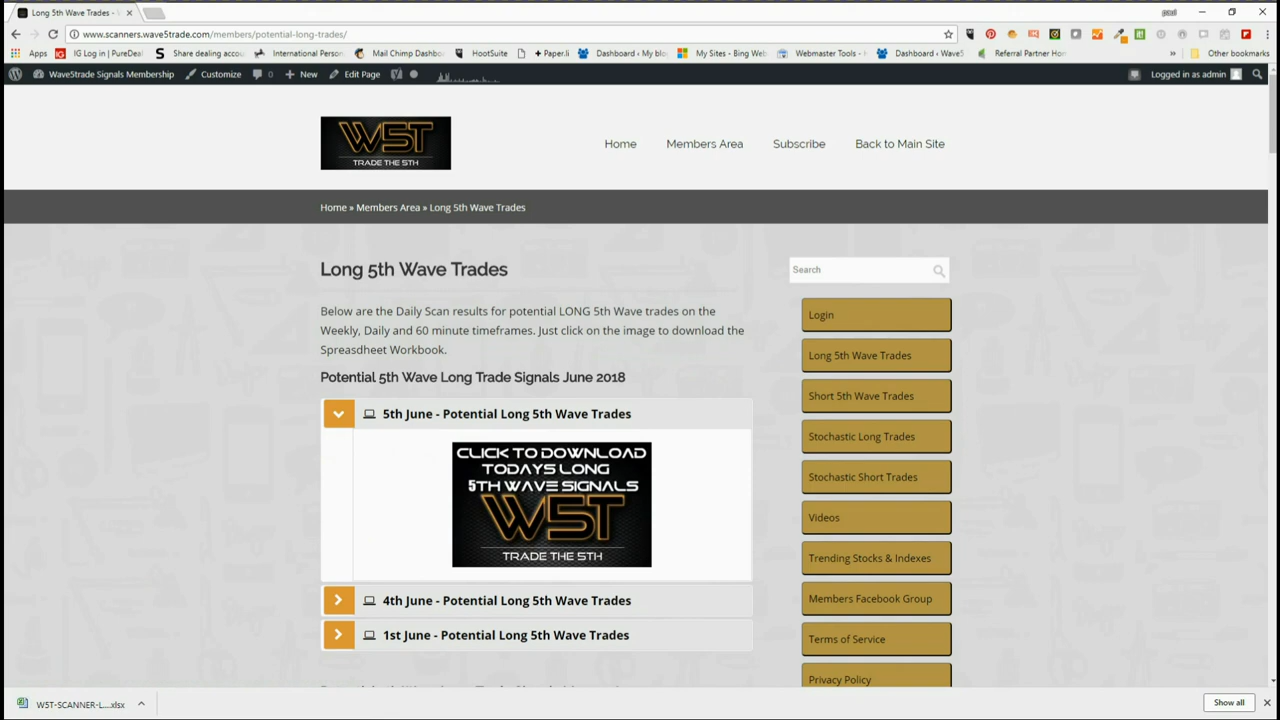 Long 5th Wave Trades -
paul
www.scanners.wave5trade.com/members/potential-long-trades/
Apps
IG Log in | PureDeal
Share dealing accou
International Person
Mail Chimp Dashbo
HootSuite
+ Paper.li
Dashboard ‹ My blo
My Sites - Bing Web
Webmaster Tools -
Dashboard ‹ Wave5
Referral Partner Hom
»
Other bookmarks
Wave5trade Signals Membership
Customize
0
New
Edit Page
Logged in as admin
W5T
TRADE THE 5TH
Home
Members Area
Subscribe
Back to Main Site
Home » Members Area » Long 5th Wave Trades
Long 5th Wave Trades
Below are the Daily Scan results for potential LONG 5th Wave trades on the
Weekly, Daily and 60 minute timeframes. Just click on the image to download the
Spreasdheet Workbook.
Potential 5th Wave Long Trade Signals June 2018
5th June - Potential Long 5th Wave Trades
CLICK TO DOWNLOAD
TODAYS LONG
5TH WAVE SIGNALS
W5T
TRADE THE 5TH
4th June - Potential Long 5th Wave Trades
1st June - Potential Long 5th Wave Trades
Search
Login
Long 5th Wave Trades
Short 5th Wave Trades
Stochastic Long Trades
Stochastic Short Trades
Videos
Trending Stocks & Indexes
Members Facebook Group
Terms of Service
Privacy Policy
W5T-SCANNER-L....xlsx
Show all